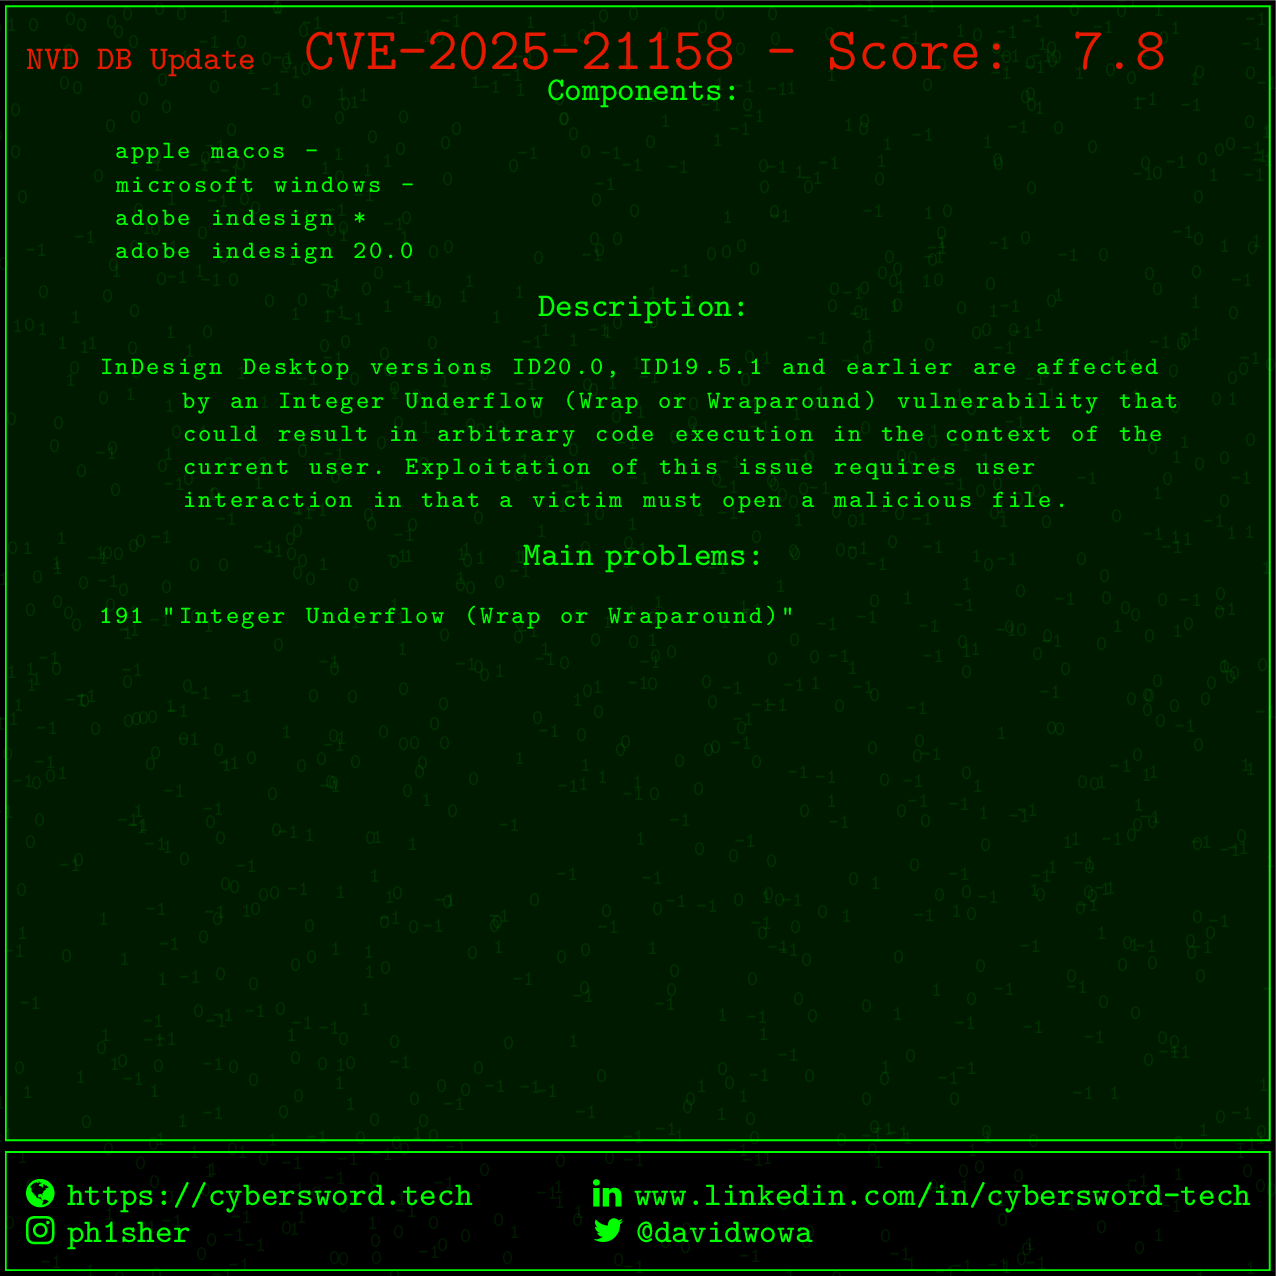 NVD DB Update CVE-2025-21158 - Score: 7.8
Components:
apple macos -
microsoft windows -
adobe indesign *
adobe indesign 20.0
Description:
InDesign Desktop versions ID20.0, ID19.5.1 and earlier are affected
by an Integer Underflow (Wrap or Wraparound) vulnerability that
could result in arbitrary code execution in the context of the
current user. Exploitation of this issue requires user
interaction in that a victim must open a malicious file.
Main problems:
191 "Integer Underflow (Wrap or Wraparound)"
https://cybersword.tech www.linkedin.com/in/cybersword-tech
ph1sher @davidwowa